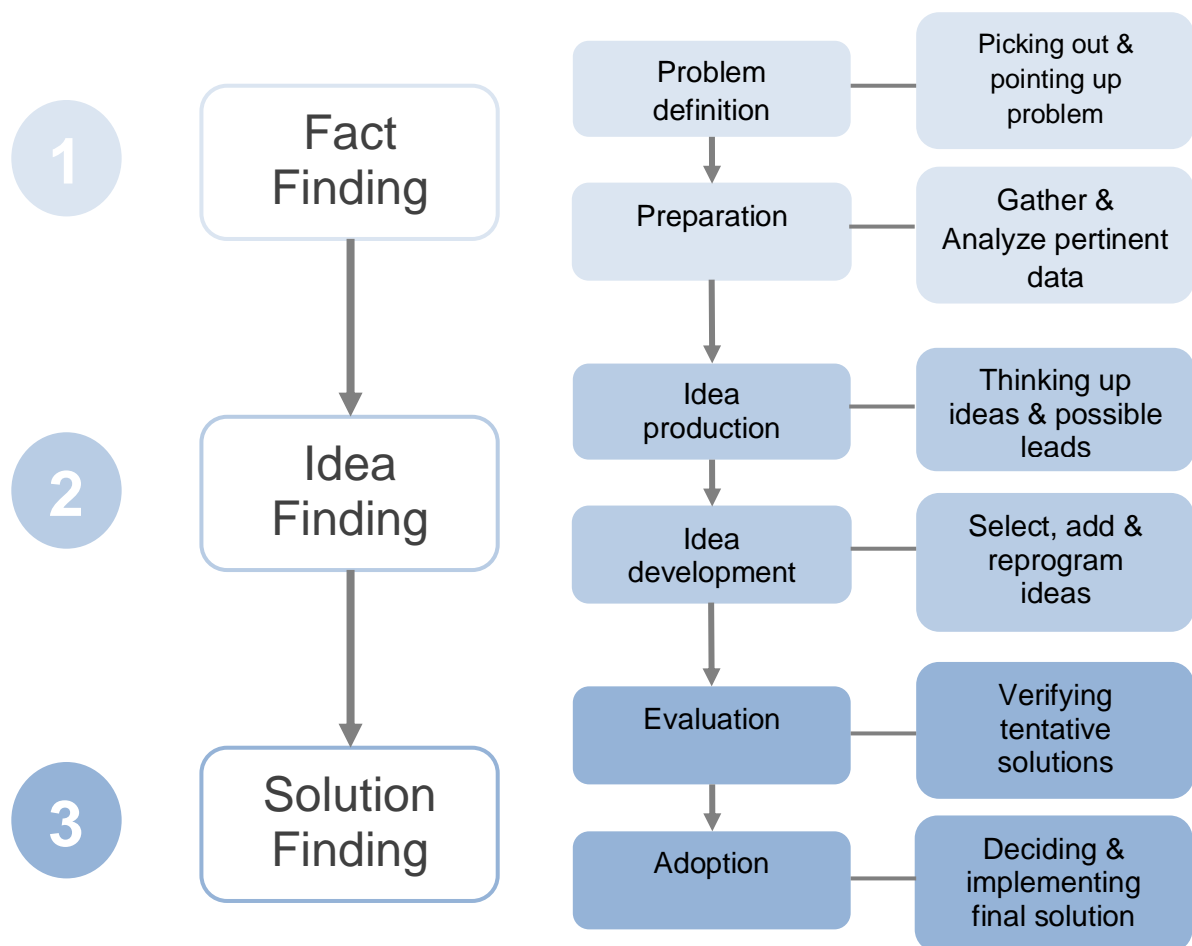 1
Fact
Finding
Problem
definition
Picking out &
pointing up
problem
Preparation
Gather &
Analyze pertinent
data
2
Idea
Finding
Idea
production
Thinking up
ideas & possible
leads
Idea
development
Select, add &
reprogram
ideas
3
Solution
Finding
Evaluation
Verifying
tentative
solutions
Adoption
Deciding &
implementing
final solution